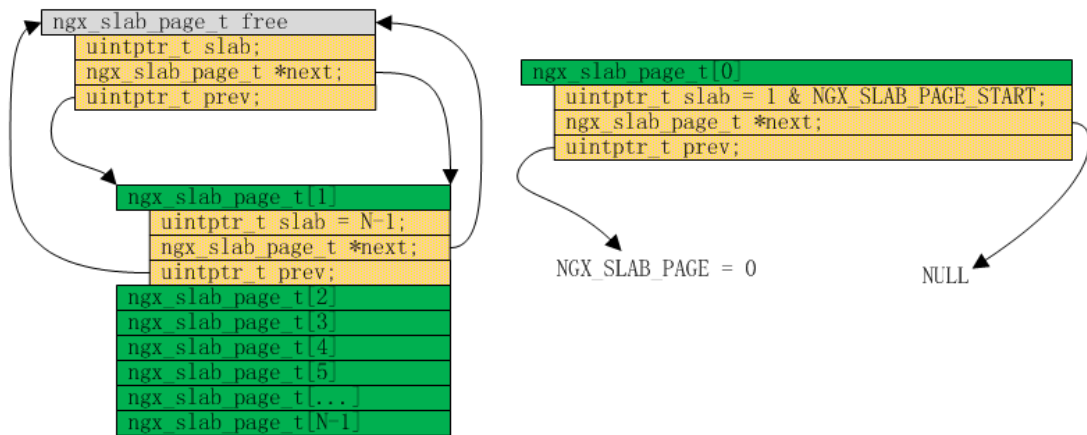 ngx_slab_page_t free
uintptr_t slab;
ngx_slab_page_t *next;
uintptr_t prev;
ngx_slab_page_t[1]
uintptr_t slab = N-1;
ngx_slab_page_t *next;
uintptr_t prev;
ngx_slab_page_t[2]
ngx_slab_page_t[3]
ngx_slab_page_t[4]
ngx_slab_page_t[5]
ngx_slab_page_t[...]
ngx_slab_page_t[N-1]
ngx_slab_page_t[0]
uintptr_t slab = 1 & NGX_SLAB_PAGE_START;
ngx_slab_page_t *next;
uintptr_t prev;
NGX_SLAB_PAGE = 0
NULL